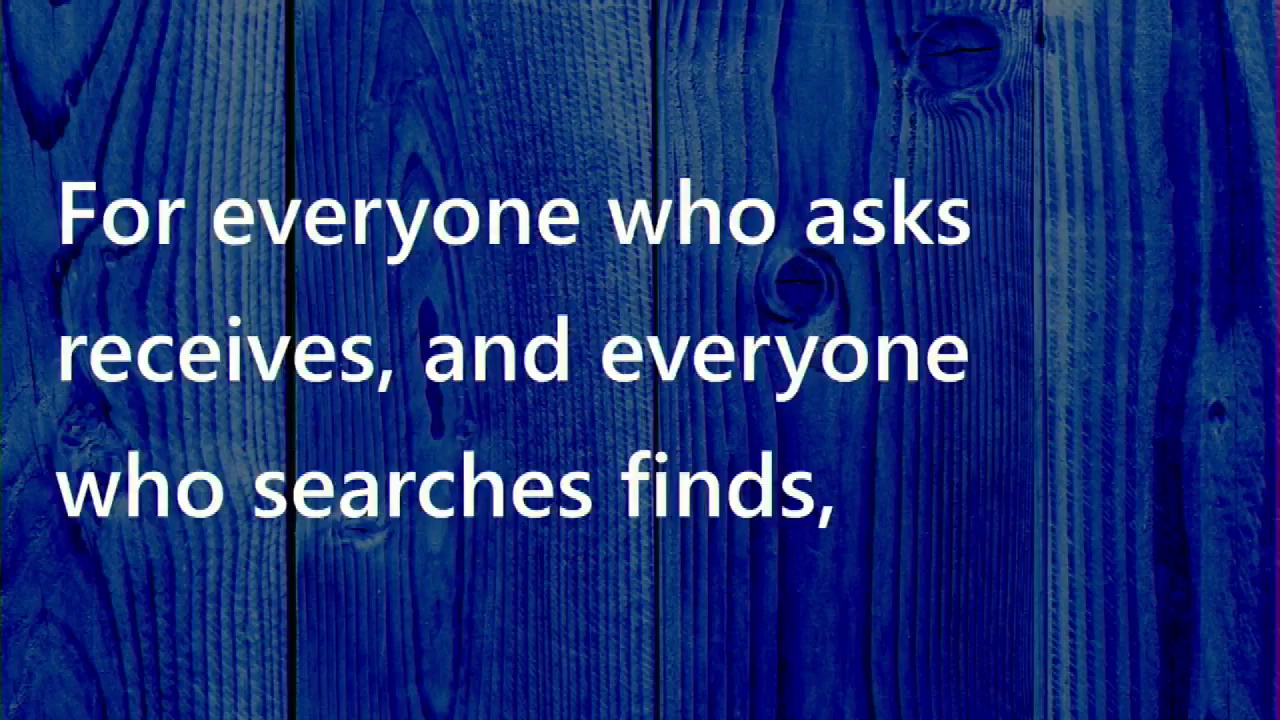 For everyone who asks
receives, and everyone
who searches finds,